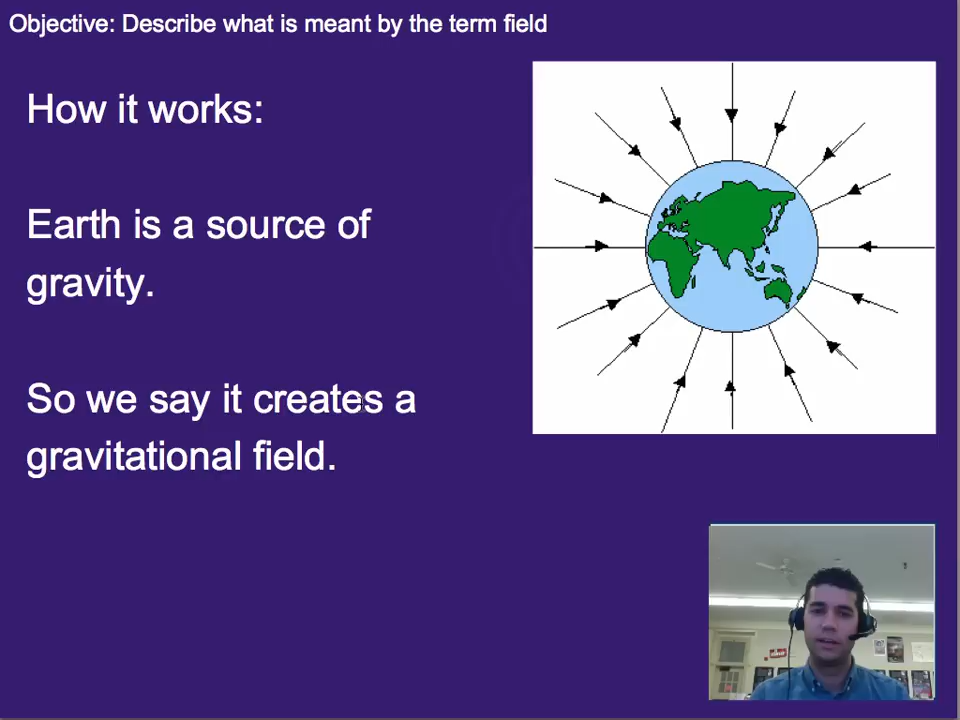 Objective: Describe what is meant by the term field
How it works:
Earth is a source of
gravity.
So we say it creates a
gravitational field.